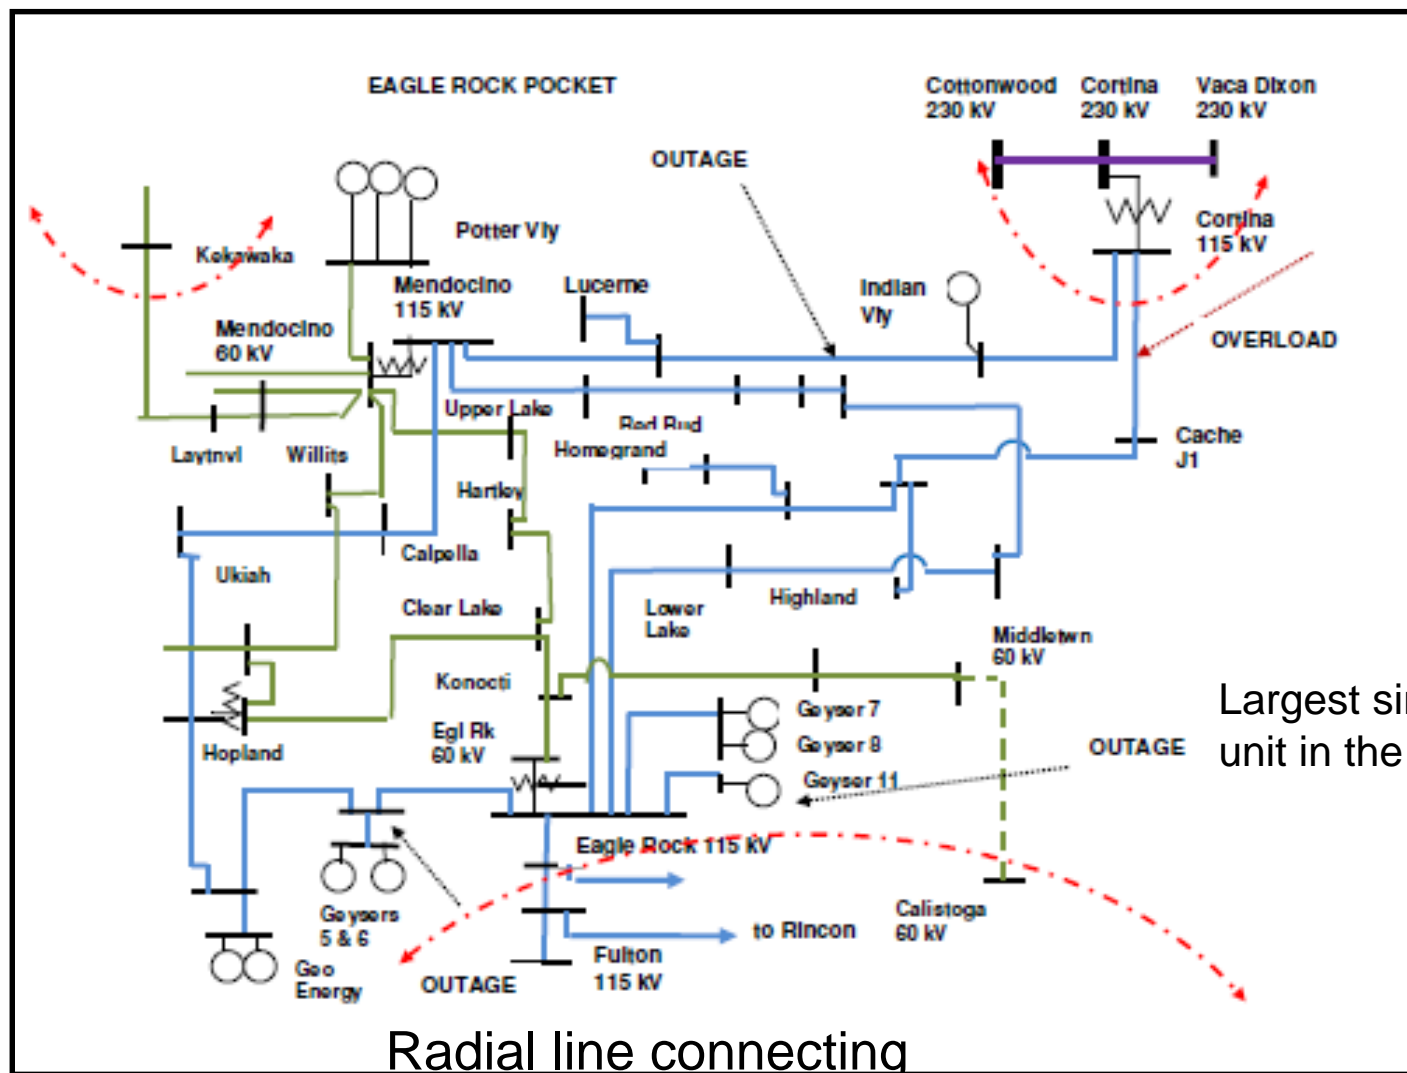 EAGLE ROCK POCKET
Cottonwood
230 kV
Cortina
230 kV
Vaca Dixon
230 kV
OUTAGE
Potter Vly
Kekawaka
Cortina
115 kV
Mendocino
115 kV
Lucerne
Indian
Vly
Mendocino
60 kV
OVERLOAD
Upper Lake
Red Bud
Homegrand
Cache
J1
Laytnvl
Willits
Hartley
Calpella
Ukiah
Highland
Clear Lake
Lower
Lake
Middletwn
60 kV
Konocti
Largest
unit in the
Geyser 7
Egl Rk
60 kV
Geyser 8
OUTAGE
Hopland
Geyser 11
Eagle Rock 115 kV
Geysers
5 & 6
Calistoga
60 kV
to Rincon
Fulton
115 kV
Geo
Energy
OUTAGE
Radial line connecting